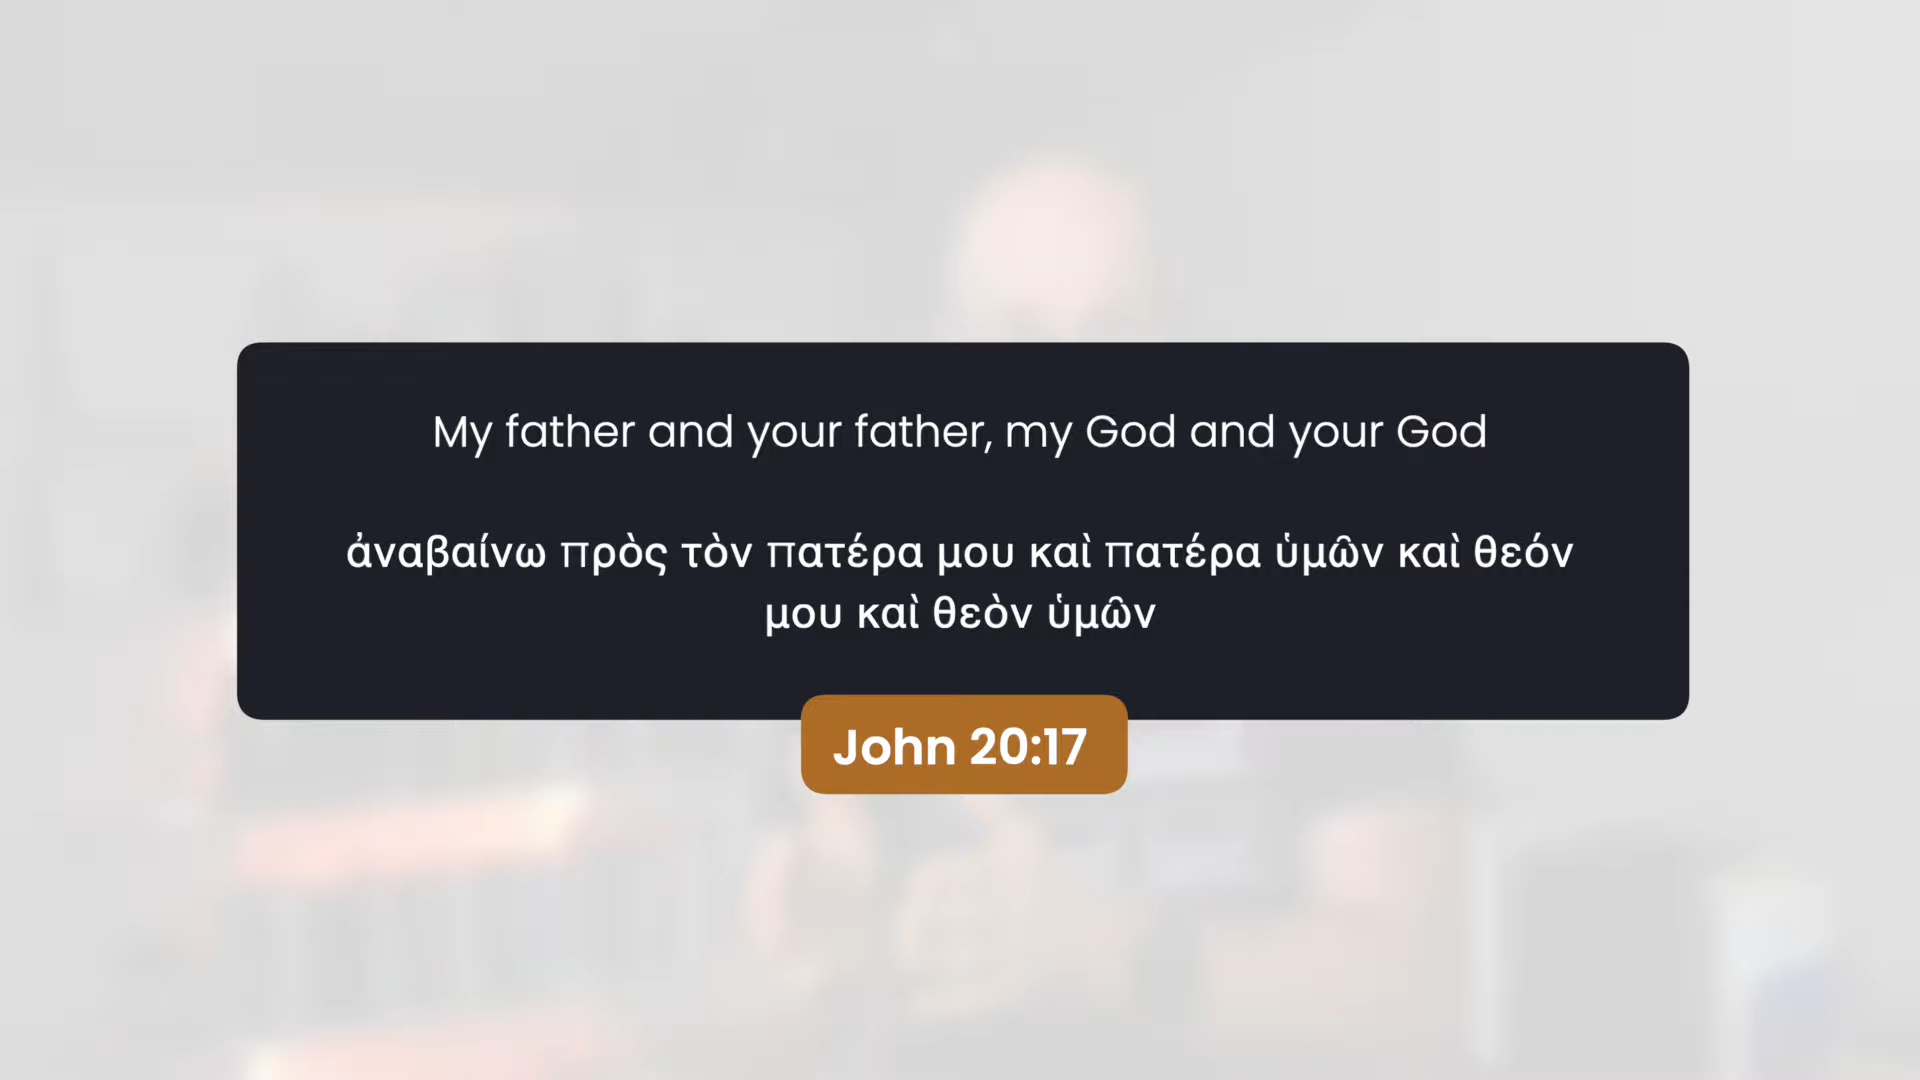 My father and your father, my God and your God
ἀναβαίνω πρὸς τὸν πατέρα μου καὶ πατέρα ὑμῶν καὶ θεόν
μου καὶ θεὸν ὑμῶν
John 20:17